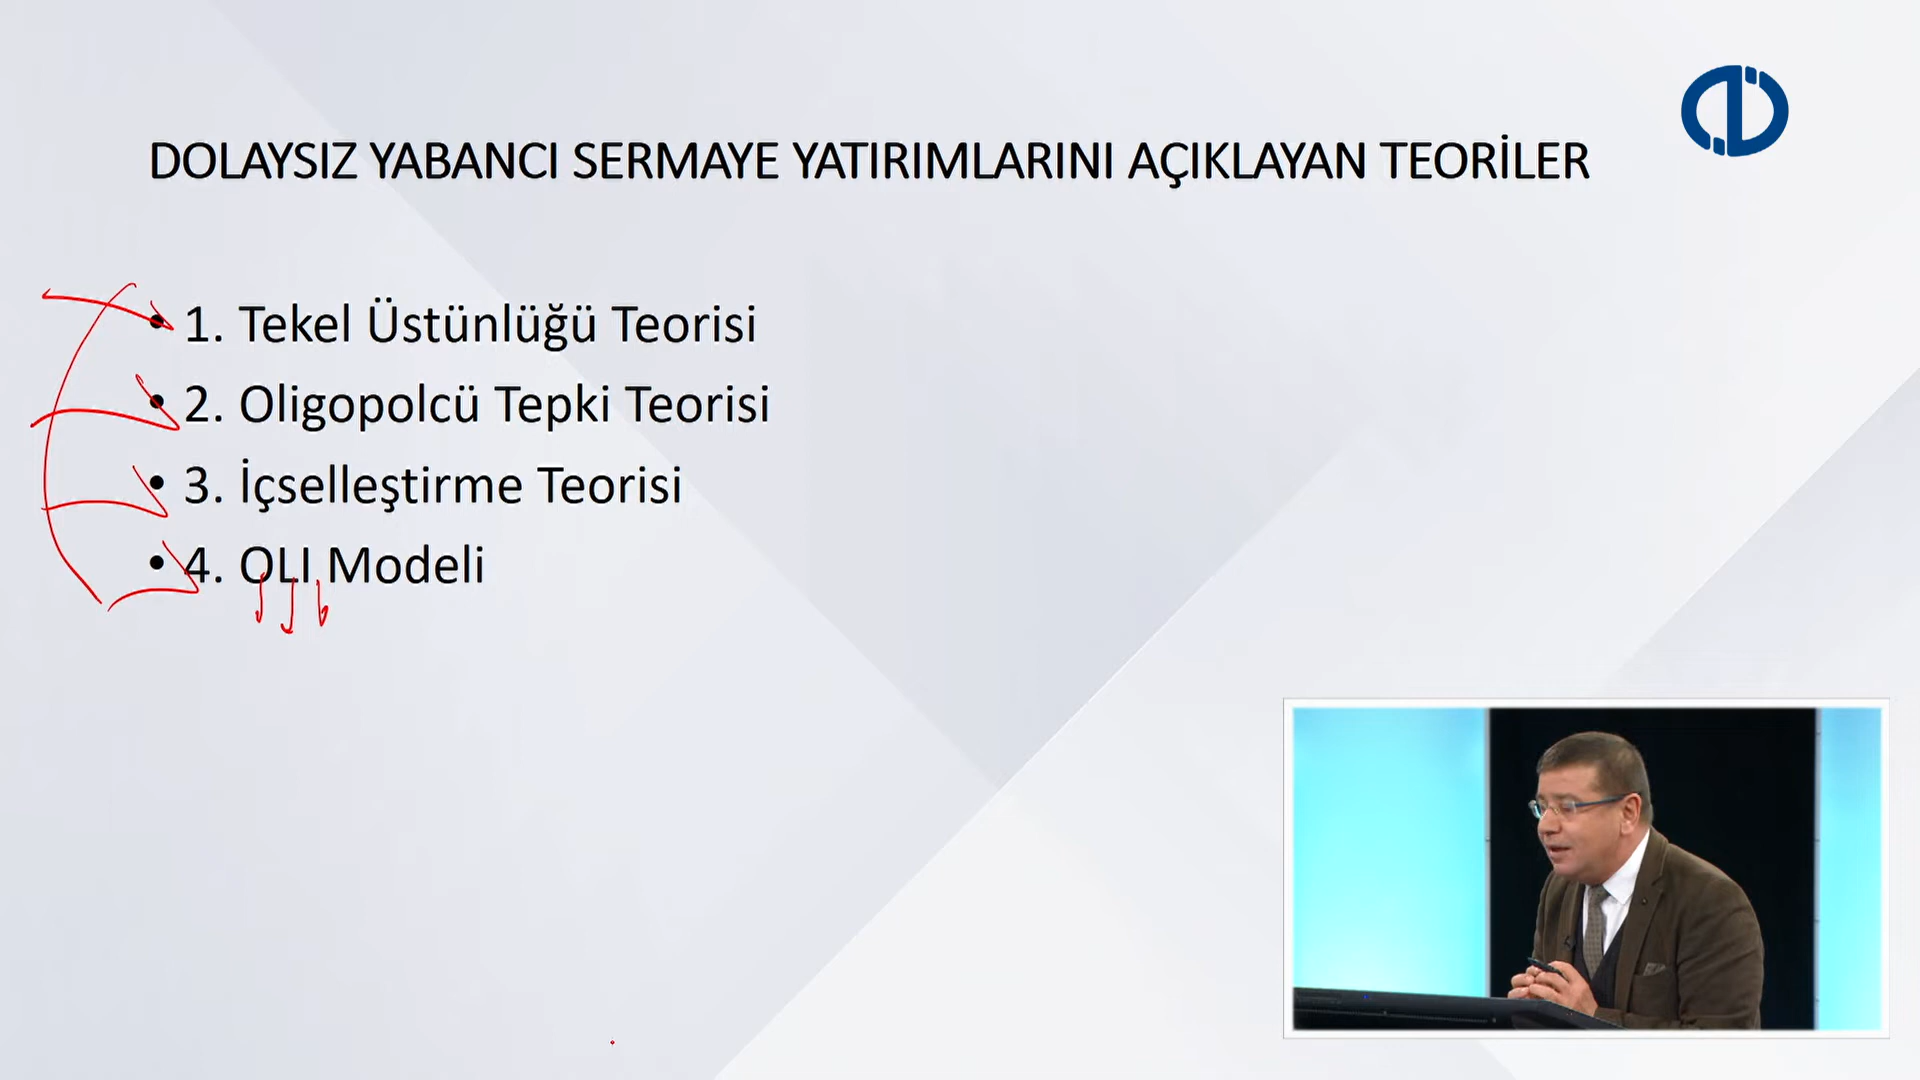 DOLAYSIZ YABANCI SERMAYE YATIRIMLARINI AÇIKLAYAN TEORİLER
• 1. Tekel Üstünlüğü Teorisi
• 2. Oligopolcü Tepki Teorisi
• 3. İçselleştirme Teorisi
• 4. OLI Modeli